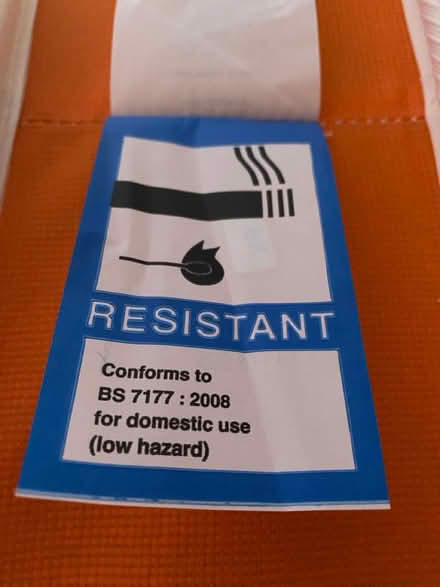 RESISTANT
Conforms to
BS 7177 : 2008
for domestic use
(low hazard)